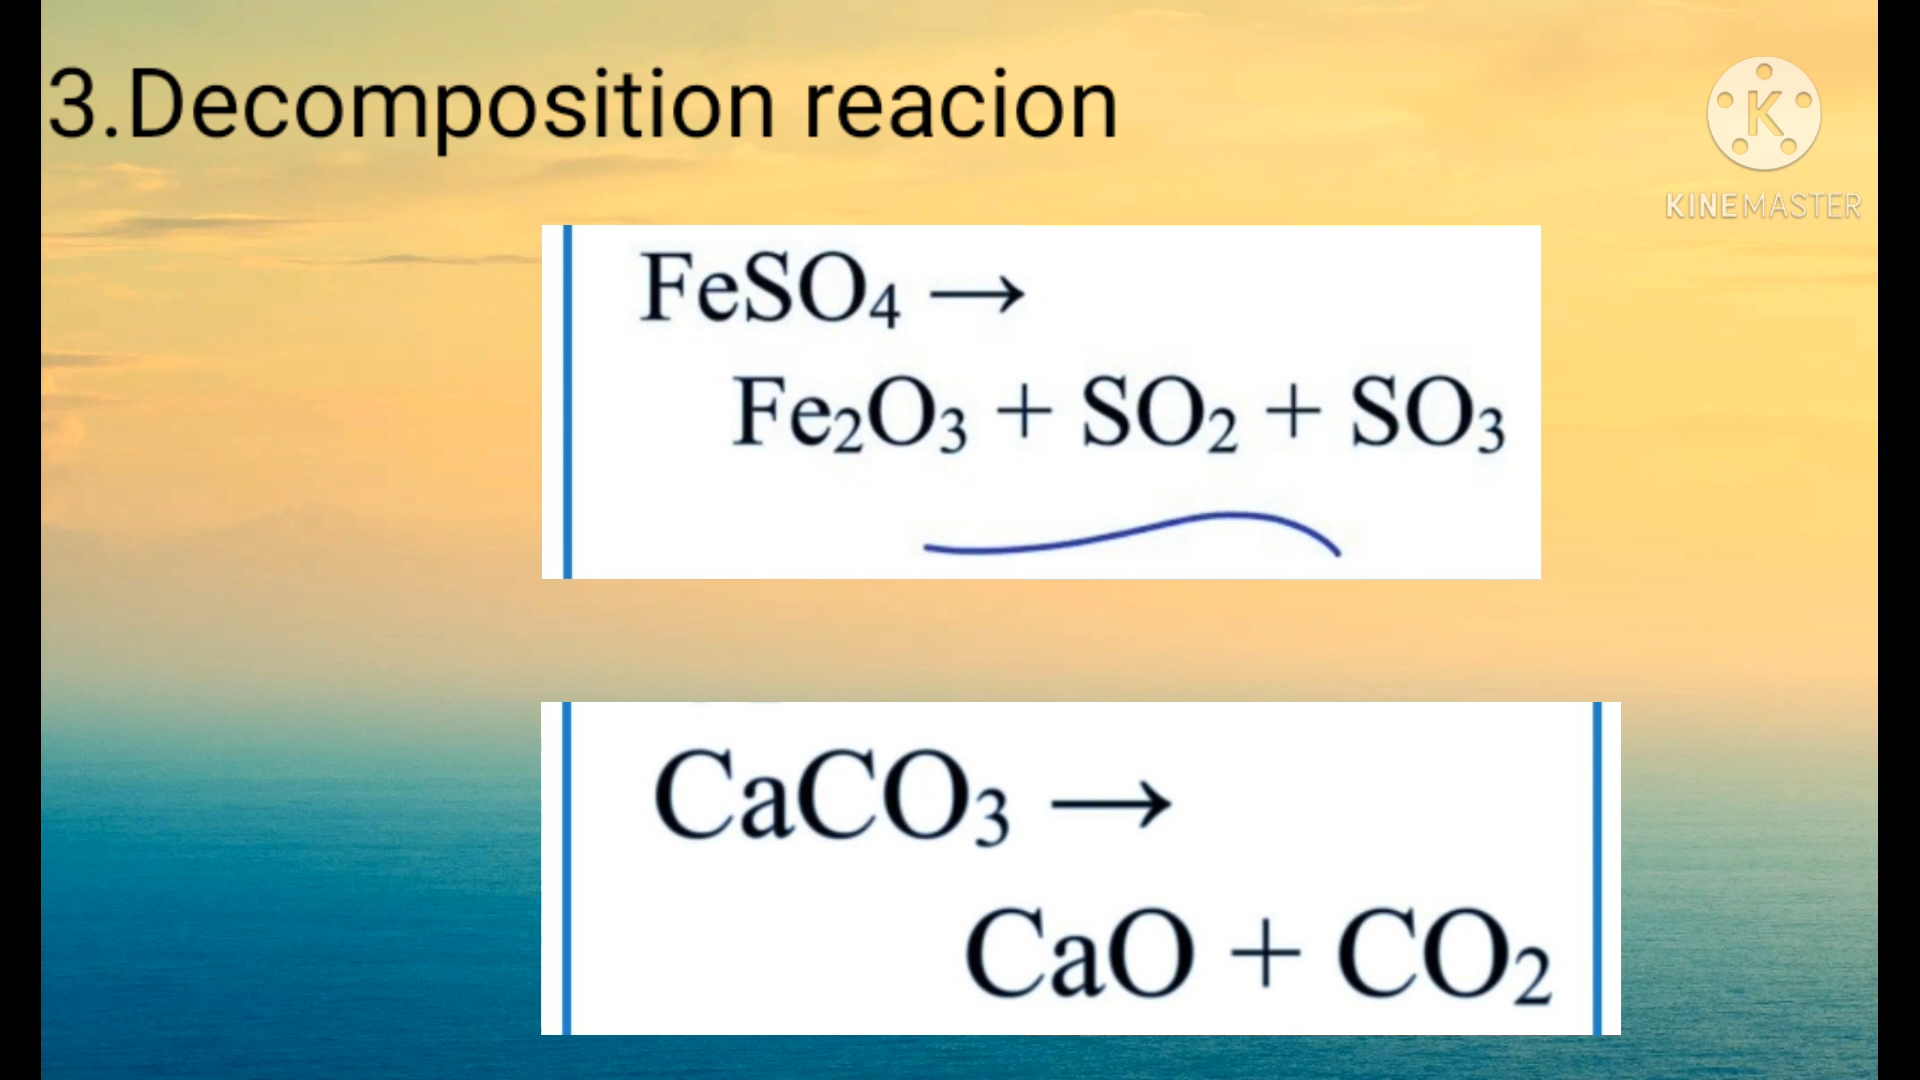 3.Decomposition reacion
K
KINEMASTER
FeSO₄ →
Fe₂O₃ + SO₂ + SO₃
CaCO₃ →
CaO + CO₂